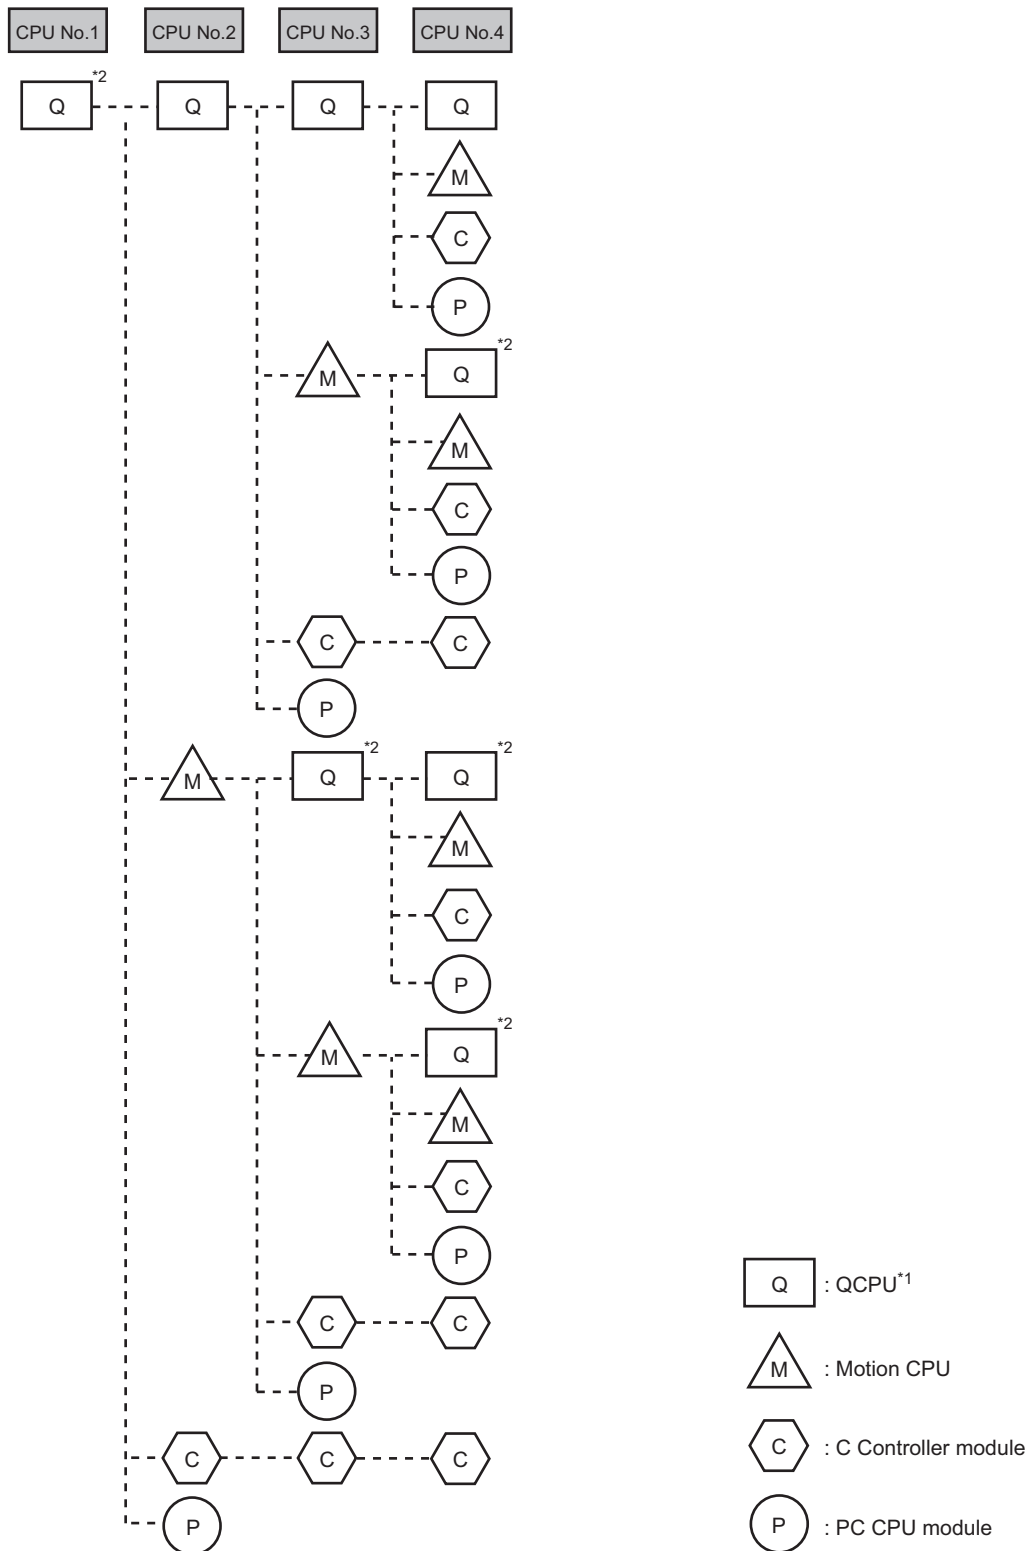 CPU No.1 CPU No.2 CPU No.3 CPU No.4
Q*2 Q Q Q
M
C
P
M Q*2
M
C
P
C C
P
M Q*2 Q*2
M
C
P
M Q*2
M
C
P
Q : QCPU*1
C C
M : Motion CPU
P
C C C
C : C Controller module
P
P : PC CPU module